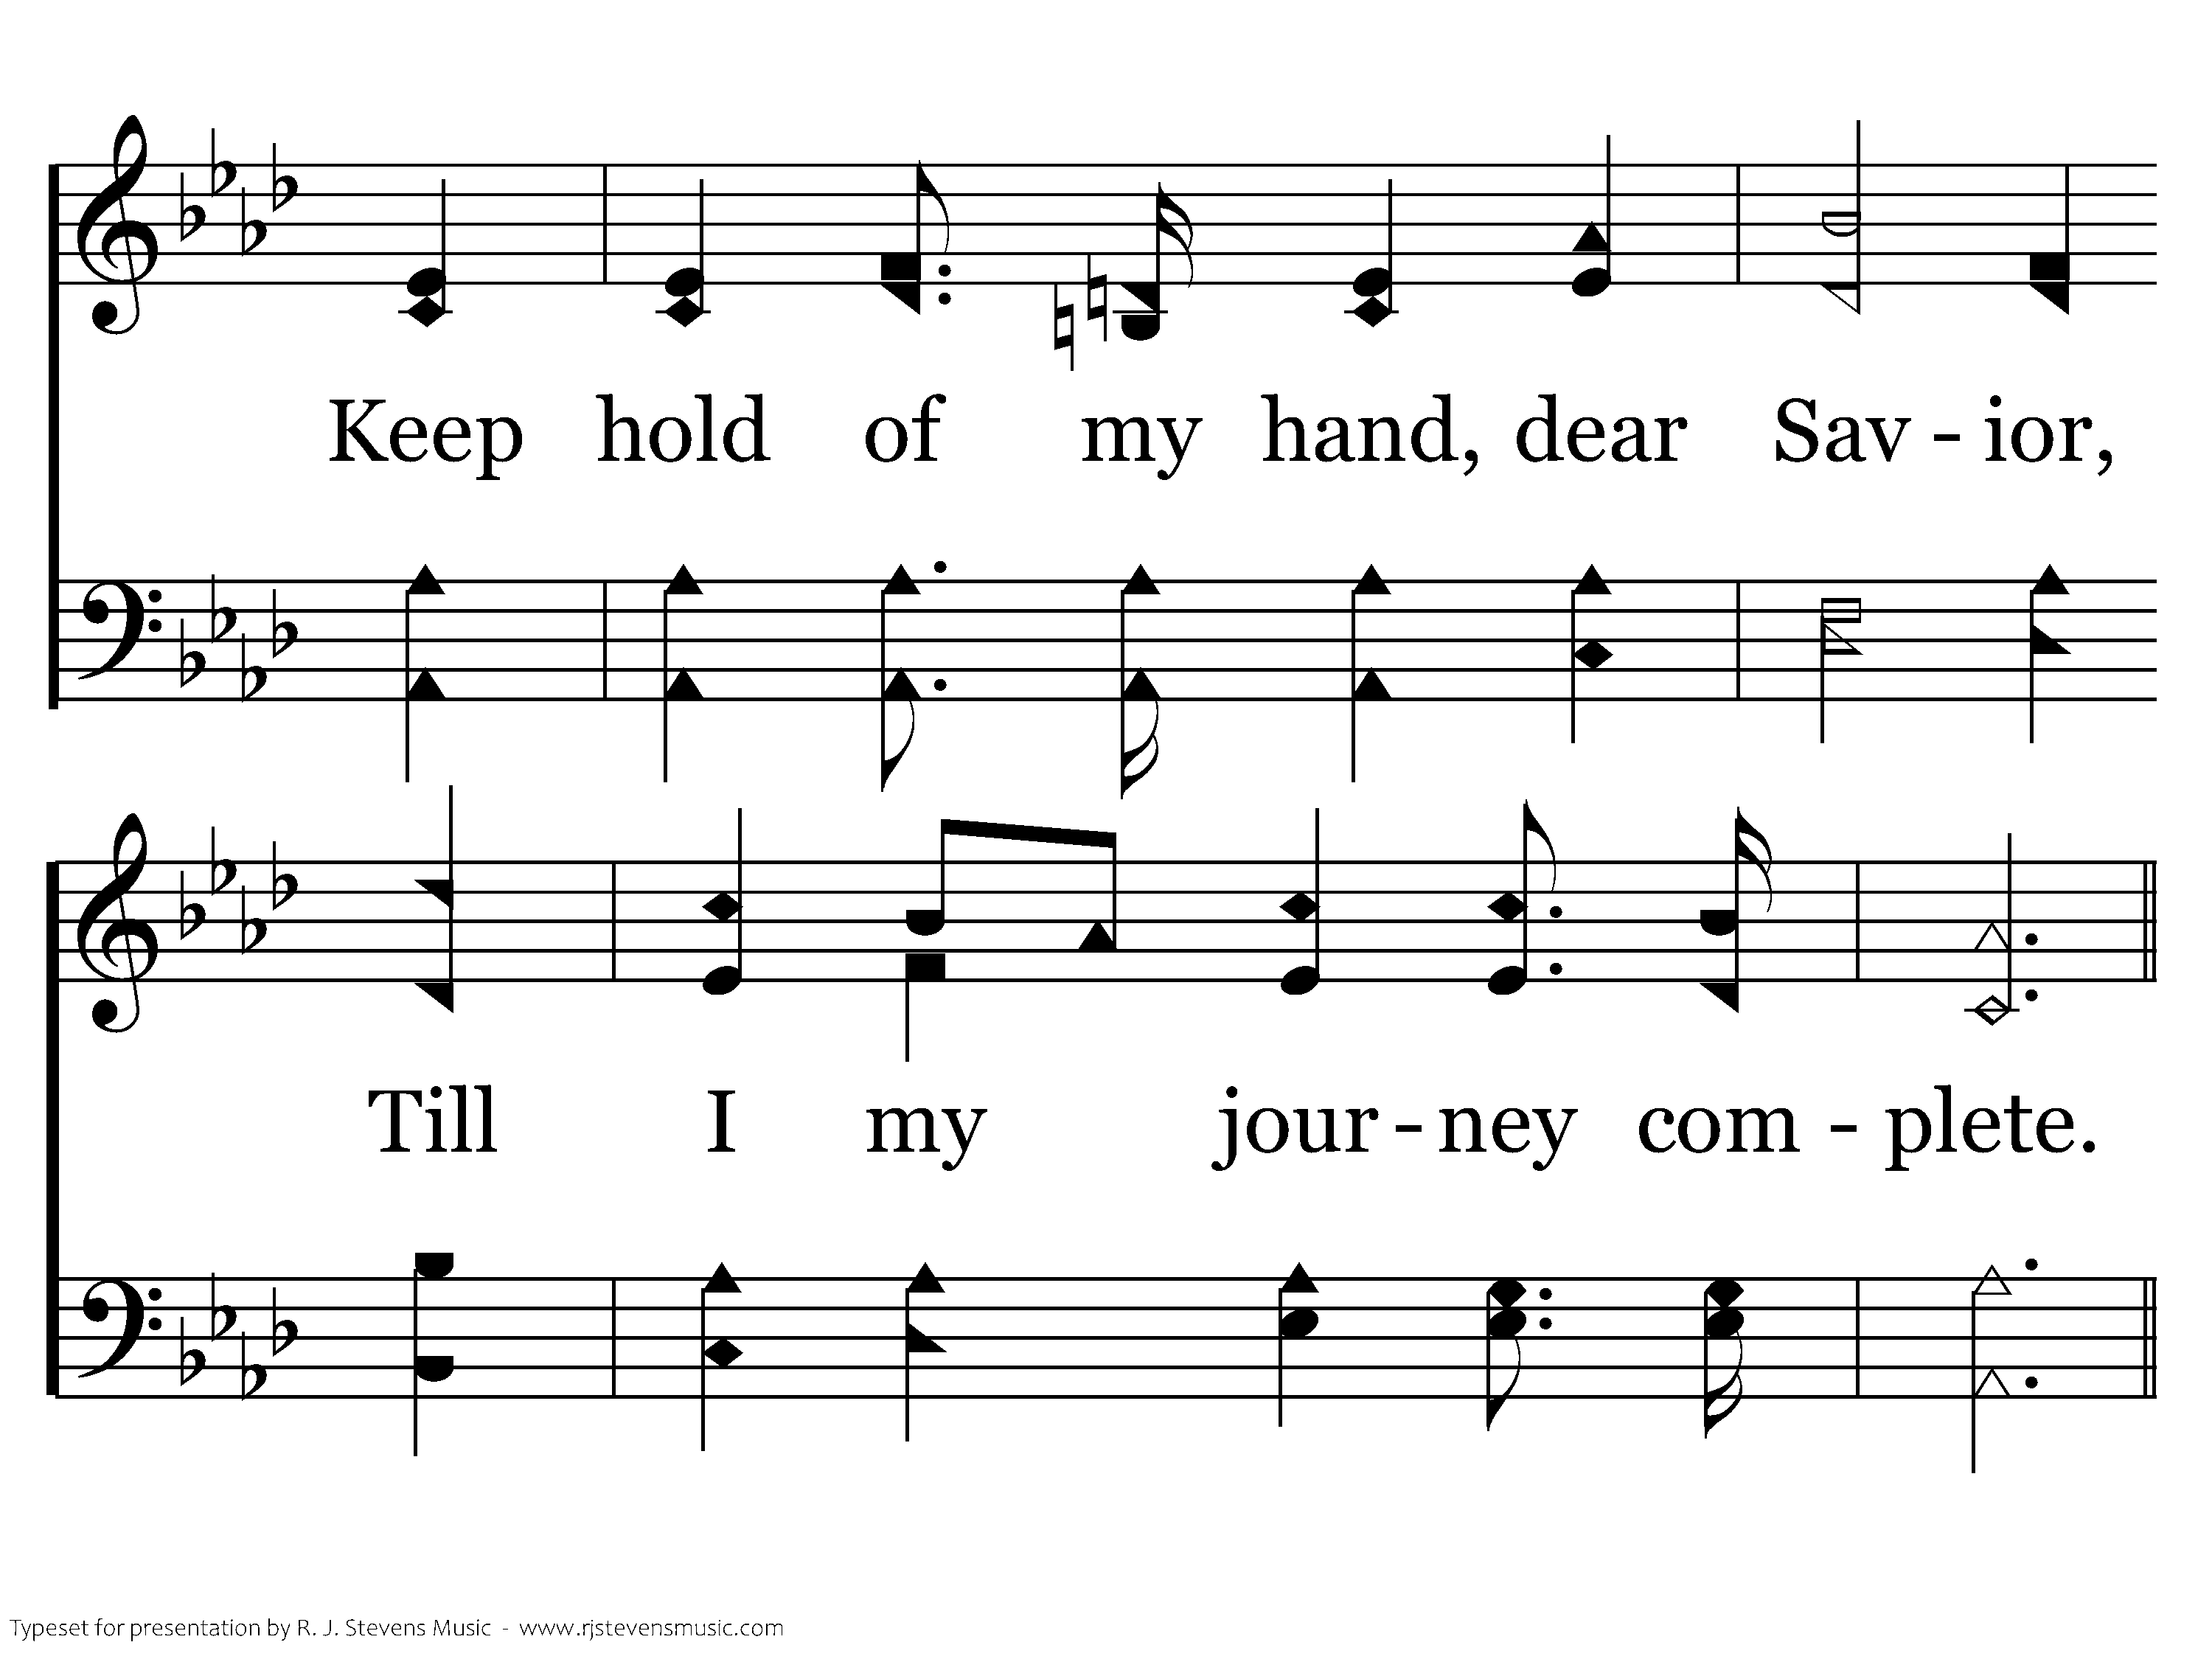 Keep hold of my hand, dear Sav - ior,
Till I my jour - ney com - plete.
Typeset for presentation by R. J. Stevens Music - www.rjstevensmusic.com